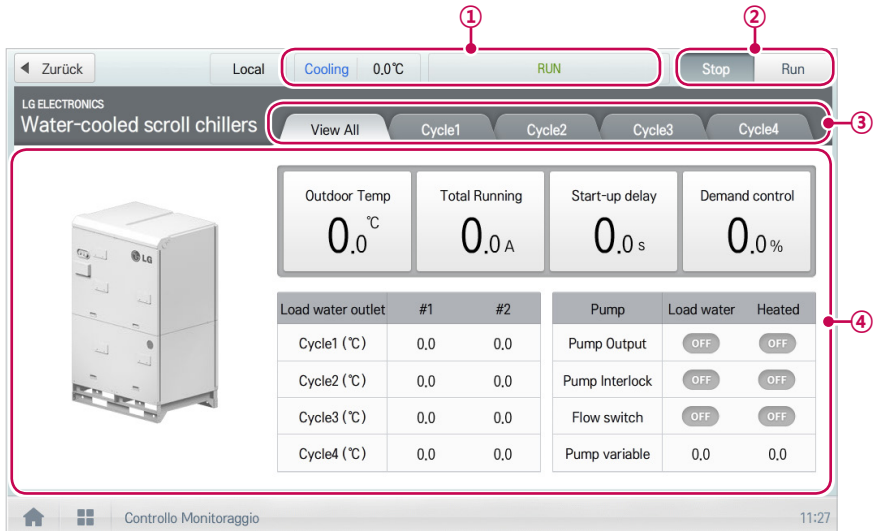 ① ②
Zurück Local Cooling 0.0℃ RUN Stop Run
LG ELECTRONICS
Water-cooled scroll chillers View All Cycle1 Cycle2 Cycle3 Cycle4 ③
Outdoor Temp Total Running Start-up delay Demand control
0.0 ℃ 0.0 A 0.0 s 0.0 %
LG
Load water outlet #1 #2 Pump Load water Heated
Cycle1 (℃) 0.0 0.0 Pump Output OFF OFF
Cycle2 (℃) 0.0 0.0 Pump Interlock OFF OFF
Cycle3 (℃) 0.0 0.0 Flow switch OFF OFF
Cycle4 (℃) 0.0 0.0 Pump variable 0.0 0.0
④
Controllo Monitoraggio 11:27